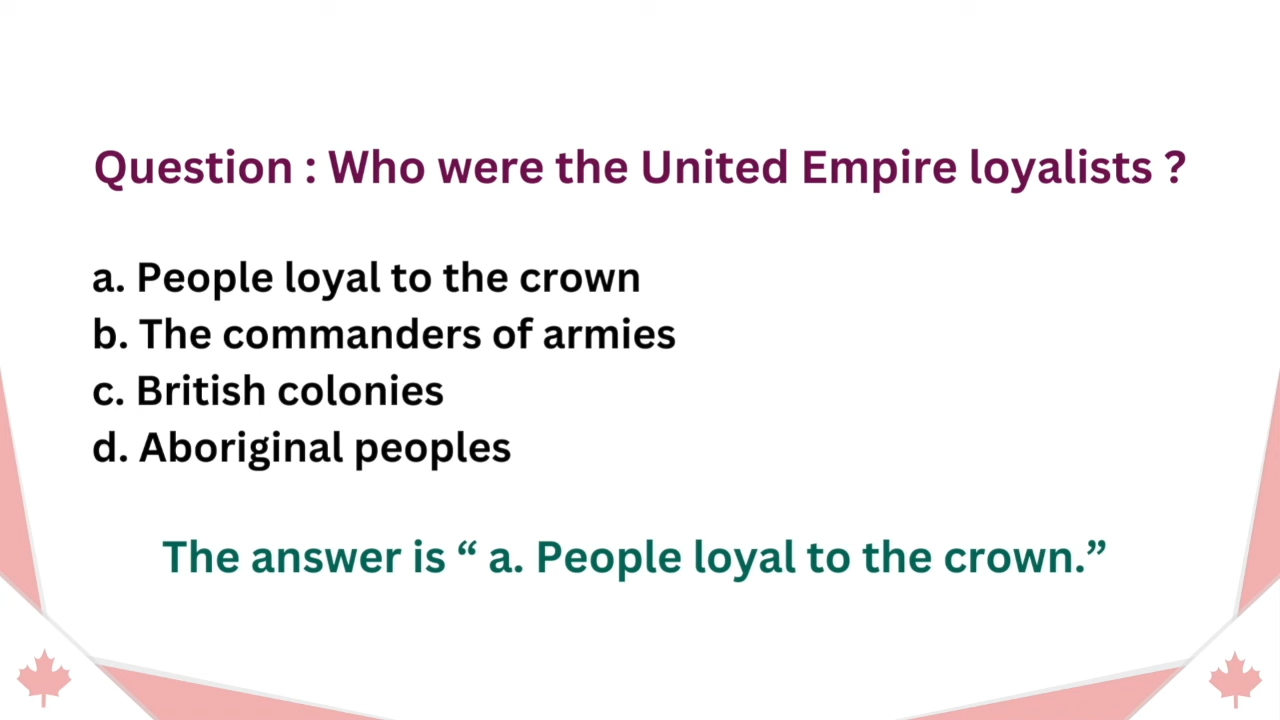 Question : Who were the United Empire loyalists ?
a. People loyal to the crown
b. The commanders of armies
c. British colonies
d. Aboriginal peoples
The answer is “ a. People loyal to the crown.”